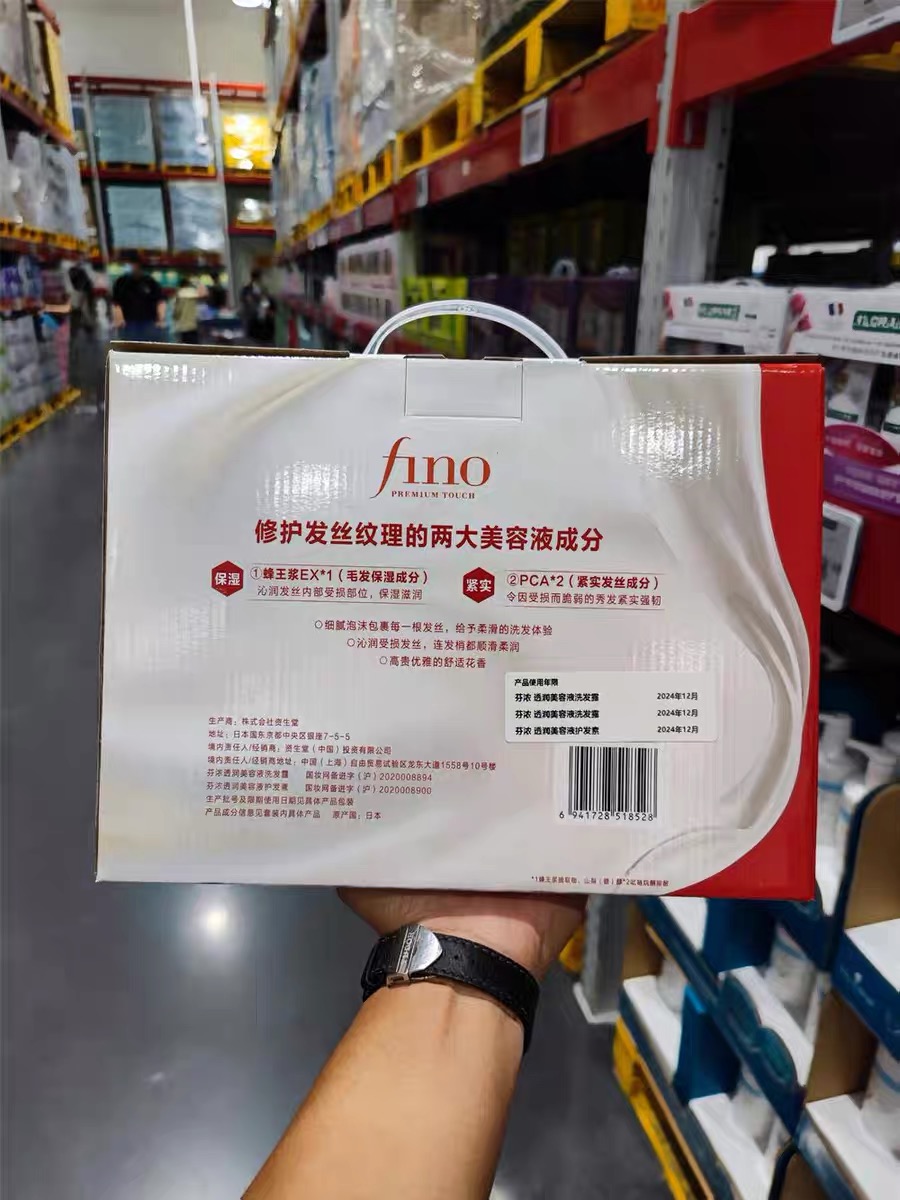 fino
PREMIUM TOUCH
修护发丝纹理的两大美容液成分
保湿
①蜂王浆EX*1（毛发保湿成分）
沁润发丝内部受损部位，保湿滋润
紧实
②PCA*2（紧实发丝成分）
令因受损而脆弱的秀发紧实强韧
○细腻泡沫包裹每一根发丝，给予柔滑的洗发体验
○沁润受损发丝，连发梢都顺滑柔润
○高贵优雅的舒适花香
产品使用年限
芬浓 透润美容液洗发露 2024年12月
芬浓 透润美容液洗发露 2024年12月
芬浓 透润美容液护发素 2024年12月
生产商：株式会社资生堂
地址：日本国东京都中央区银座7-5-5
境内责任人/经销商：资生堂（中国）投资有限公司
境内责任人/经销商地址：中国（上海）自由贸易试验区龙东大道1558号10号楼
芬浓透润美容液洗发露 国妆网备进字（沪）2020008894
芬浓透润美容液护发素 国妆网备进字（沪）2020008900
生产批号及限期使用日期见具体产品包装
产品成分信息见套装内具体产品 原产国：日本
6 941728 518528